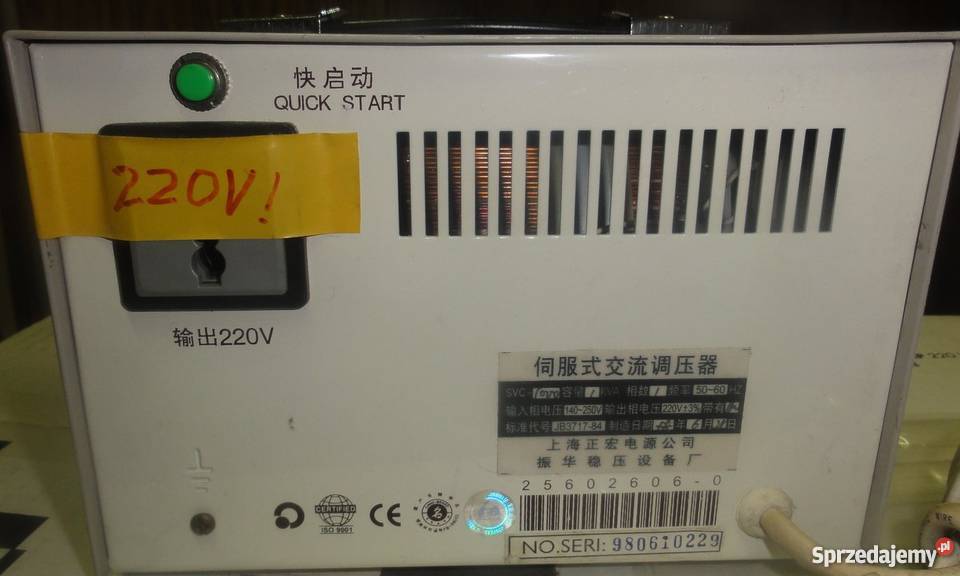 快启动
QUICK START
220V!
输出220V
伺服式交流调压器
SVC- 容量 1 KVA 相数 1 频率 50-60 HZ
输入相电压 140-250V 输出相电压 220V±3% 带有
标准代号 JB3717-84 制造日期 年 6 月 日
上海正宏电源公司
振华稳压设备厂
25602606-0
CERTIFIED
ISO 9001
CE
NO.SERI: 980610229
Sprzedajemy.pl